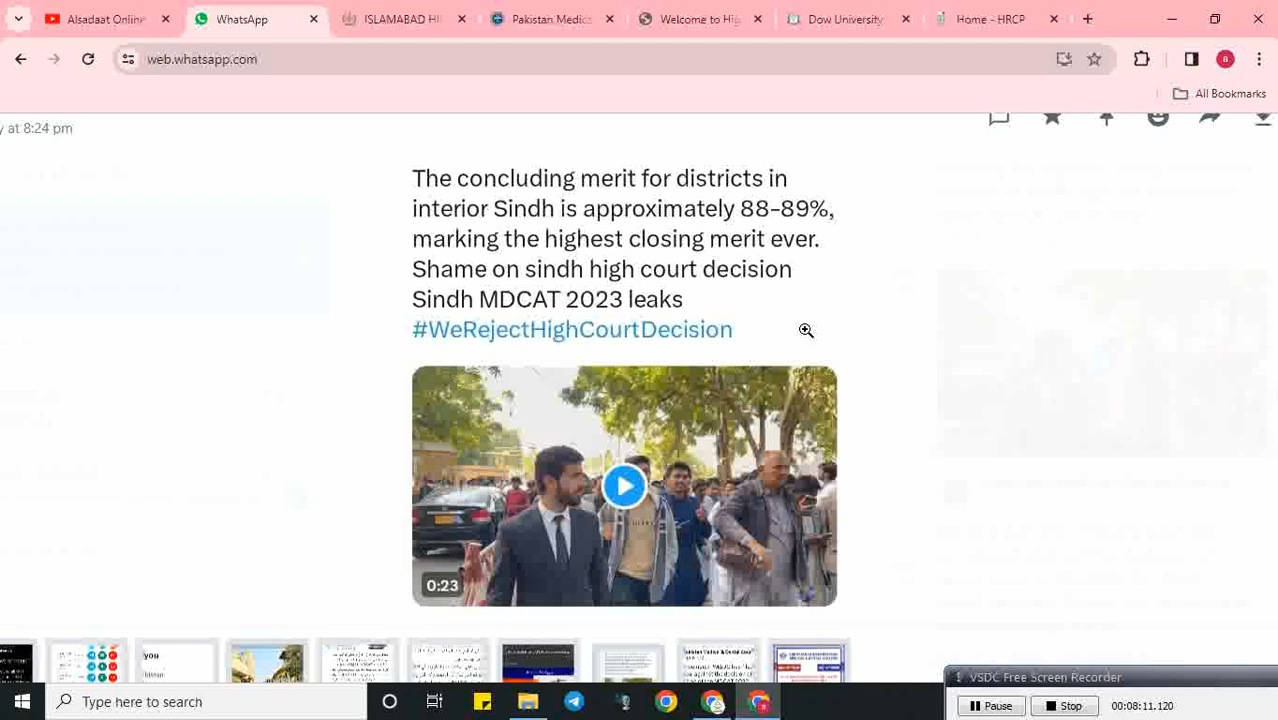 Alsadaat Online
WhatsApp
ISLAMABAD HI
Pakistan Medica
Welcome to Hig
Dow University
Home - HRCP
web.whatsapp.com
a
All Bookmarks
y at 8:24 pm
The concluding merit for districts in
interior Sindh is approximately 88-89%,
marking the highest closing merit ever.
Shame on sindh high court decision
Sindh MDCAT 2023 leaks
#WeRejectHighCourtDecision
0:23
you
VSDC Free Screen Recorder
Type here to search
Pause
Stop
00:08:11.120